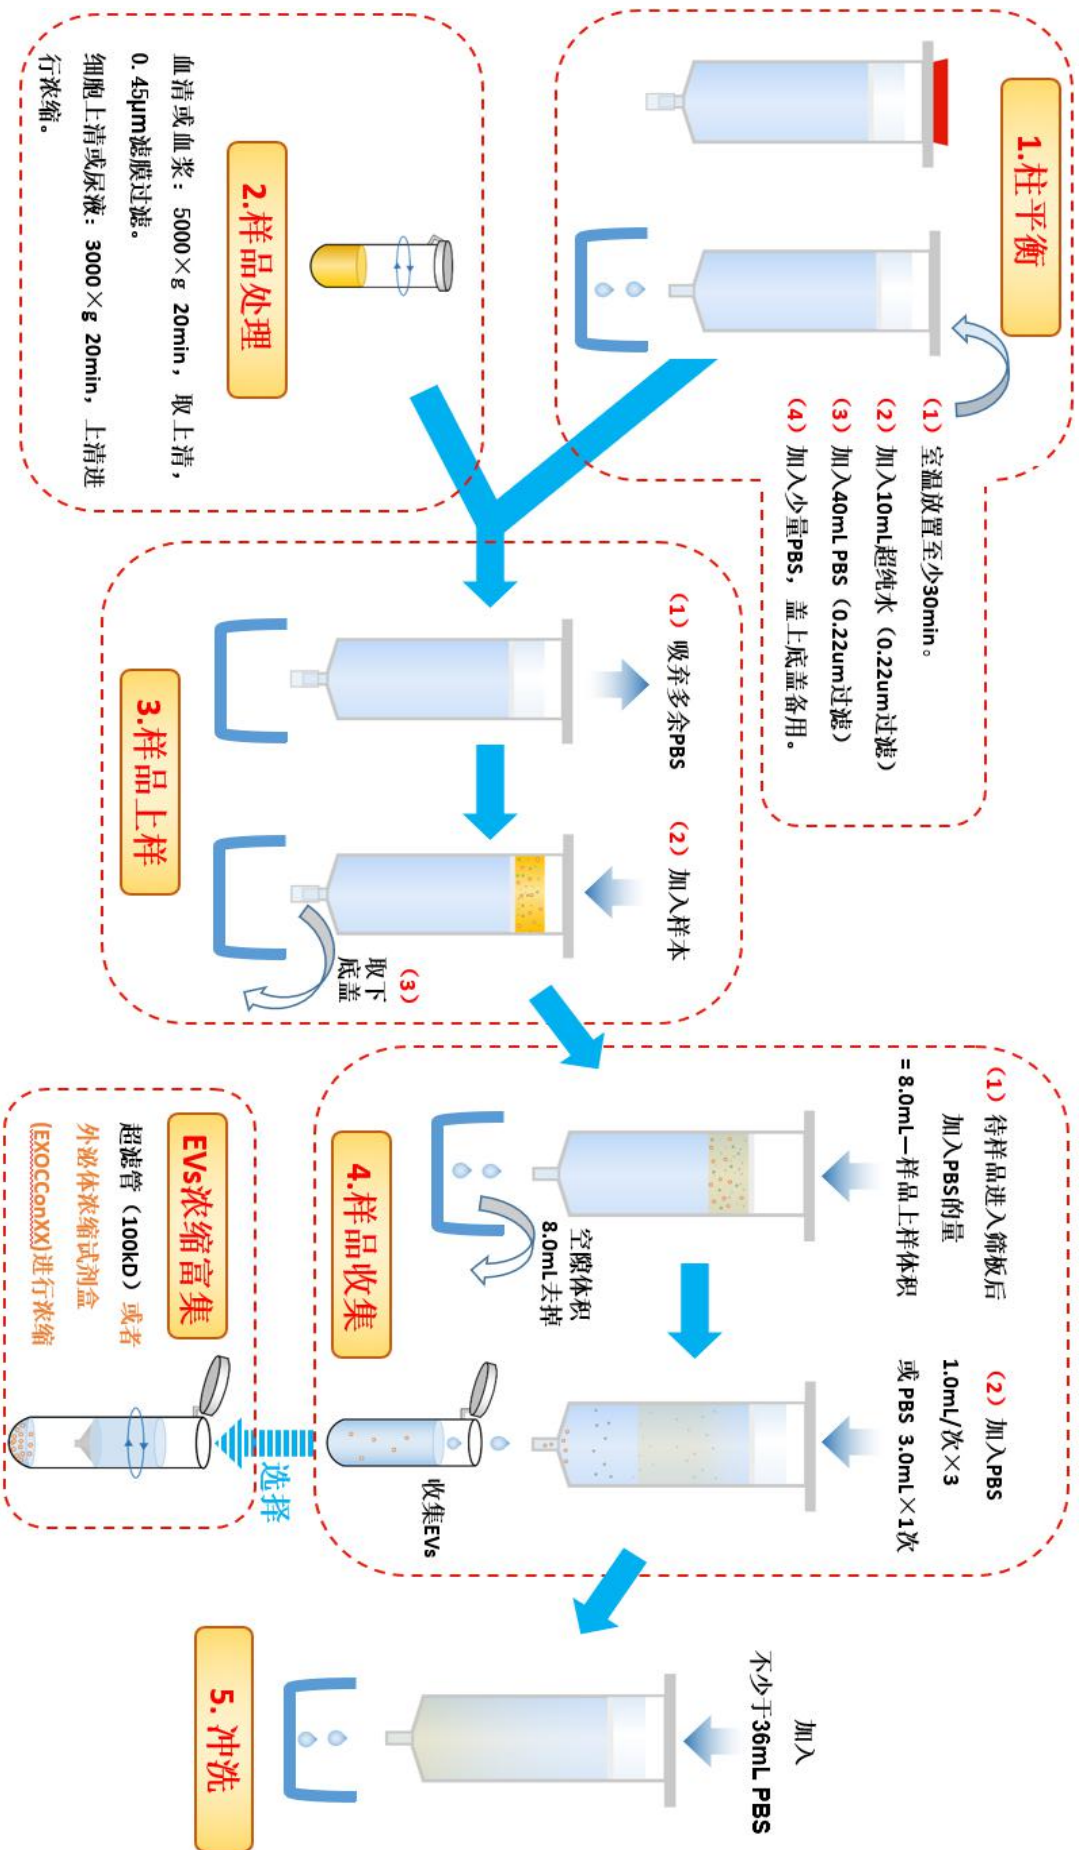 1.柱平衡
（1）室温放置至少30min。
（2）加入10mL超纯水（0.22um过滤）
（3）加入40mL PBS（0.22um过滤）
（4）加入少量PBS，盖上底盖备用。
2.样品处理
血清或血浆：5000×g 20min，取上清，
0.45μm滤膜过滤。
细胞上清或尿液：3000×g 20min，上清进
行浓缩。
（1）吸弃多余PBS
（2）加入样本
（3）
取下
底盖
3.样品上样
（1）待样品进入筛板后
加入PBS的量
= 8.0mL—样品上样体积
（2）加入PBS
1.0mL/次×3
或 PBS 3.0mL×1次
空隙体积
8.0mL去掉
收集EVs
4.样品收集
选择
EVs浓缩富集
超滤管（100kD）或者
外泌体浓缩试剂盒
(EXOCConXX)进行浓缩
加入
不少于36mL PBS
5. 冲洗